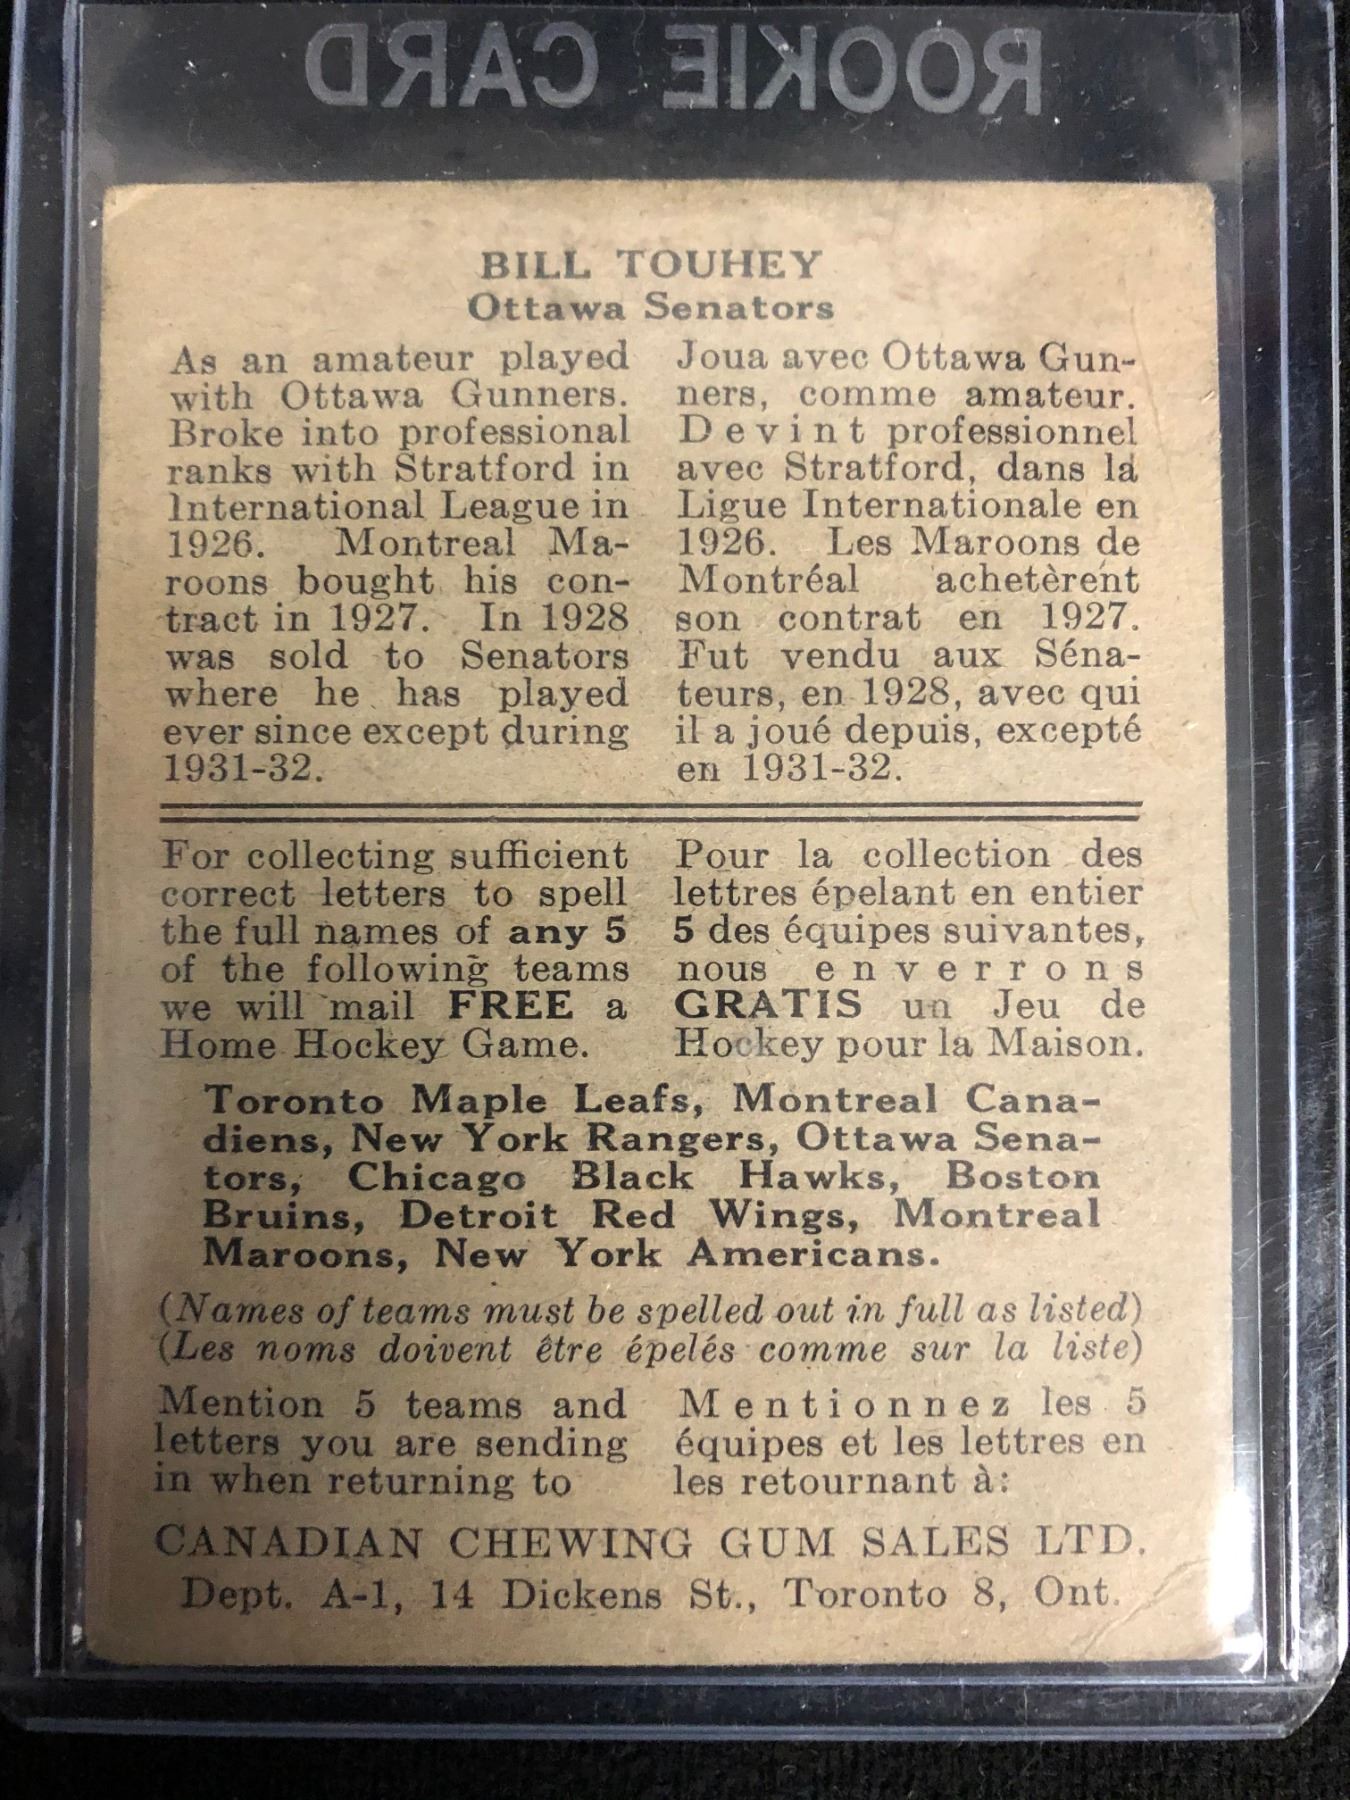 ROOKIE CARD
BILL TOUHEY
Ottawa Senators
As an amateur played
with Ottawa Gunners.
Broke into professional
ranks with Stratford in
International League in
1926. Montreal Ma-
roons bought his con-
tract in 1927. In 1928
was sold to Senators
where he has played
ever since except during
1931-32.
Joua avec Ottawa Gun-
ners, comme amateur.
Devint professionnel
avec Stratford, dans la
Ligue Internationale en
1926. Les Maroons de
Montréal achetèrent
son contrat en 1927.
Fut vendu aux Séna-
teurs, en 1928, avec qui
il a joué depuis, excepté
en 1931-32.
For collecting sufficient
correct letters to spell
the full names of any 5
of the following teams
we will mail FREE a
Home Hockey Game.
Pour la collection des
lettres épelant en entier
5 des équipes suivantes,
nous enverrons
GRATIS un Jeu de
Hockey pour la Maison.
Toronto Maple Leafs, Montreal Cana-
diens, New York Rangers, Ottawa Sena-
tors, Chicago Black Hawks, Boston
Bruins, Detroit Red Wings, Montreal
Maroons, New York Americans.
(Names of teams must be spelled out in full as listed)
(Les noms doivent être épelés comme sur la liste)
Mention 5 teams and
letters you are sending
in when returning to
Mentionnez les 5
équipes et les lettres en
les retournant à:
CANADIAN CHEWING GUM SALES LTD.
Dept. A-1, 14 Dickens St., Toronto 8, Ont.